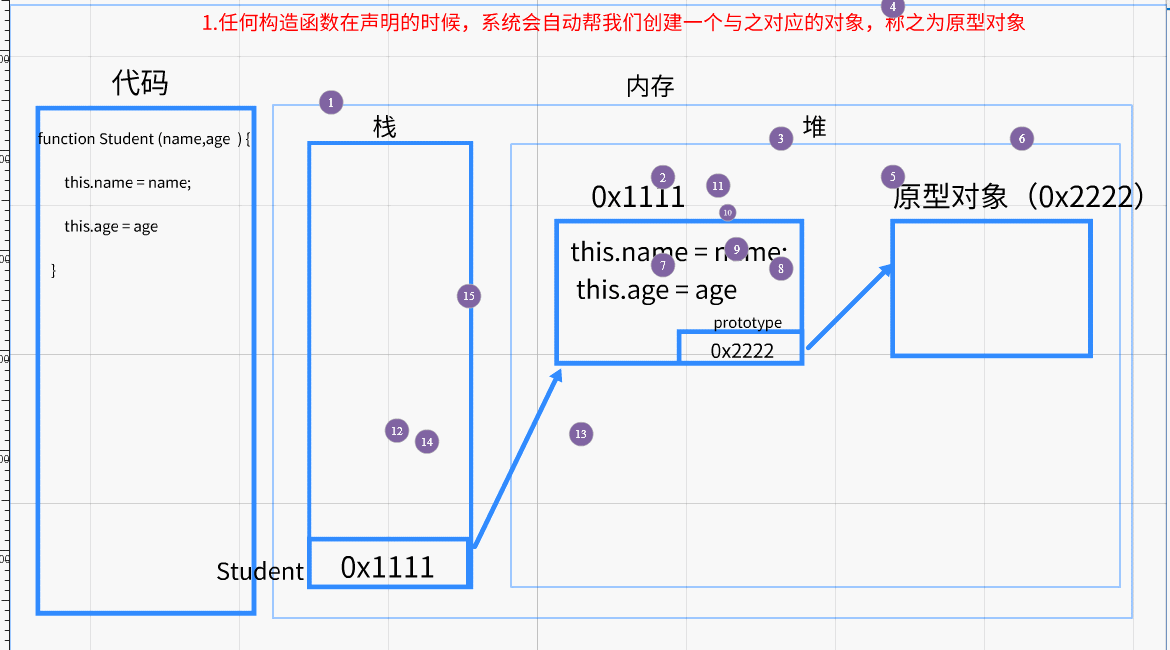 1.任何构造函数在声明的时候，系统会自动帮我们创建一个与之对应的对象，称之为原型对象
代码
内存
function Student (name,age ) {
this.name = name;
this.age = age
}
栈
堆
0x1111
原型对象（0x2222）
this.name = name;
this.age = age
prototype
0x2222
Student
0x1111
1
2
3
4
5
6
7
8
9
10
11
12
13
14
15